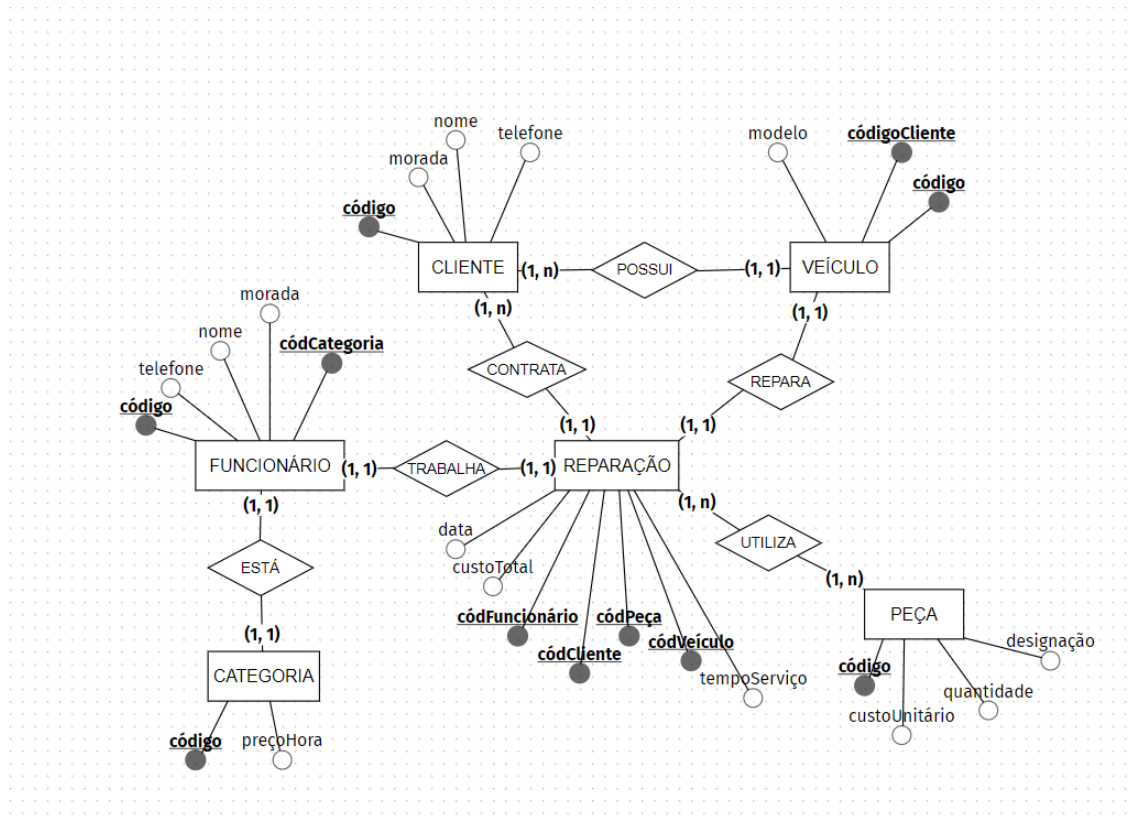 nome
telefone
modelo
códigoCliente
morada
código
código
CLIENTE
(1, n)
POSSUI
(1, 1)
VEÍCULO
morada
(1, n)
(1, 1)
nome
códCategoria
telefone
CONTRATA
REPARA
código
(1, 1)
(1, 1)
FUNCIONÁRIO
(1, 1)
TRABALHA
(1, 1)
REPARAÇÃO
(1, 1)
(1, n)
data
UTILIZA
ESTÁ
custoTotal
(1, n)
códFuncionário
códPeça
PEÇA
(1, 1)
códCliente
códVeículo
designação
CATEGORIA
tempoServiço
código
quantidade
custoUnitário
código
preçoHora